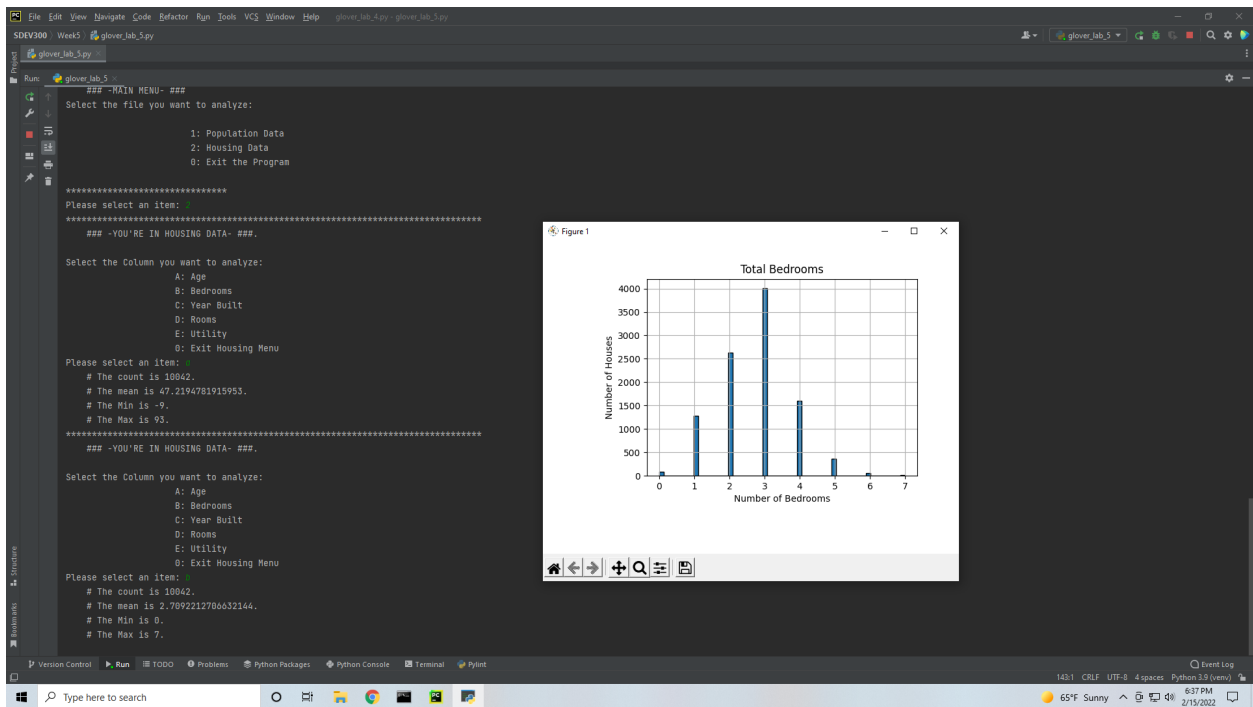 File Edit View Navigate Code Refactor Run Tools VCS Window Help glover_lab_4.py - glover_lab_5.py
SDEV300 Week5 glover_lab_5.py
glover_lab_5
glover_lab_5.py
Project
Run: glover_lab_5
### -MAIN MENU- ###
Select the file you want to analyze:
1: Population Data
2: Housing Data
0: Exit the Program
*******************************
Please select an item: 2
********************************************************************************
### -YOU'RE IN HOUSING DATA- ###.
Select the Column you want to analyze:
A: Age
B: Bedrooms
C: Year Built
D: Rooms
E: Utility
0: Exit Housing Menu
Please select an item:
# The count is 10042.
# The mean is 47.2194781915953.
# The Min is -9.
# The Max is 93.
********************************************************************************
### -YOU'RE IN HOUSING DATA- ###.
Select the Column you want to analyze:
A: Age
B: Bedrooms
C: Year Built
D: Rooms
E: Utility
0: Exit Housing Menu
Please select an item:
# The count is 10042.
# The mean is 2.7092212706632144.
# The Min is 0.
# The Max is 7.
Figure 1
Total Bedrooms
4000
3500
3000
2500
2000
1500
1000
500
0
Number of Houses
0 1 2 3 4 5 6 7
Number of Bedrooms
Structure
Bookmarks
Version Control Run TODO Problems Python Packages Python Console Terminal Pylint
Event Log
143:1 CRLF UTF-8 4 spaces Python 3.9 (venv)
Type here to search
65°F Sunny
6:37 PM
2/15/2022